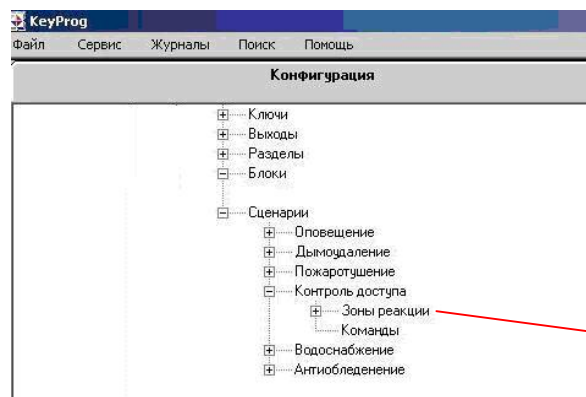 KeyProg
Файл Сервис Журналы Поиск Помощь
Конфигурация
Ключи
Выходы
Разделы
Блоки
Сценарии
Оповещение
Дымоудаление
Пожаротушение
Контроль доступа
Зоны реакции
Команды
Водоснабжение
Антиобледенение